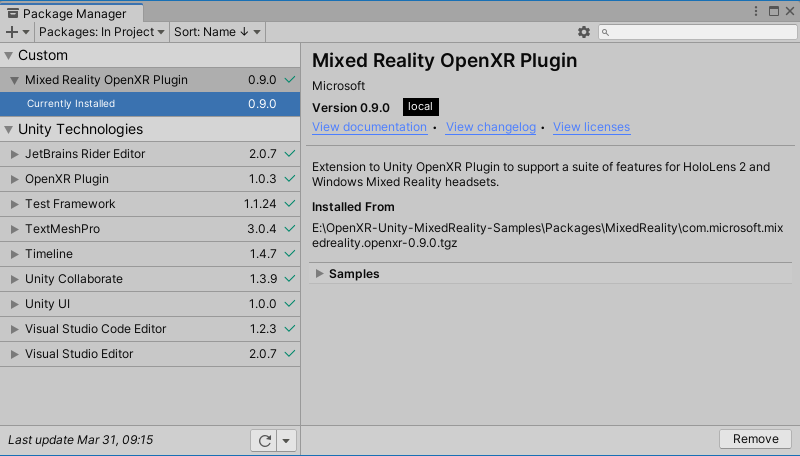 Package Manager
Packages: In Project
Sort: Name ↓
Custom
Mixed Reality OpenXR Plugin 0.9.0
Currently Installed 0.9.0
Unity Technologies
JetBrains Rider Editor 2.0.7
OpenXR Plugin 1.0.3
Test Framework 1.1.24
TextMeshPro 3.0.4
Timeline 1.4.7
Unity Collaborate 1.3.9
Unity UI 1.0.0
Visual Studio Code Editor 1.2.3
Visual Studio Editor 2.0.7
Last update Mar 31, 09:15
Mixed Reality OpenXR Plugin
Microsoft
Version 0.9.0 local
View documentation • View changelog • View licenses
Extension to Unity OpenXR Plugin to support a suite of features for HoloLens 2 and
Windows Mixed Reality headsets.
Installed From
E:\OpenXR-Unity-MixedReality-Samples\Packages\MixedReality\com.microsoft.mix
edreality.openxr-0.9.0.tgz
Samples
Remove